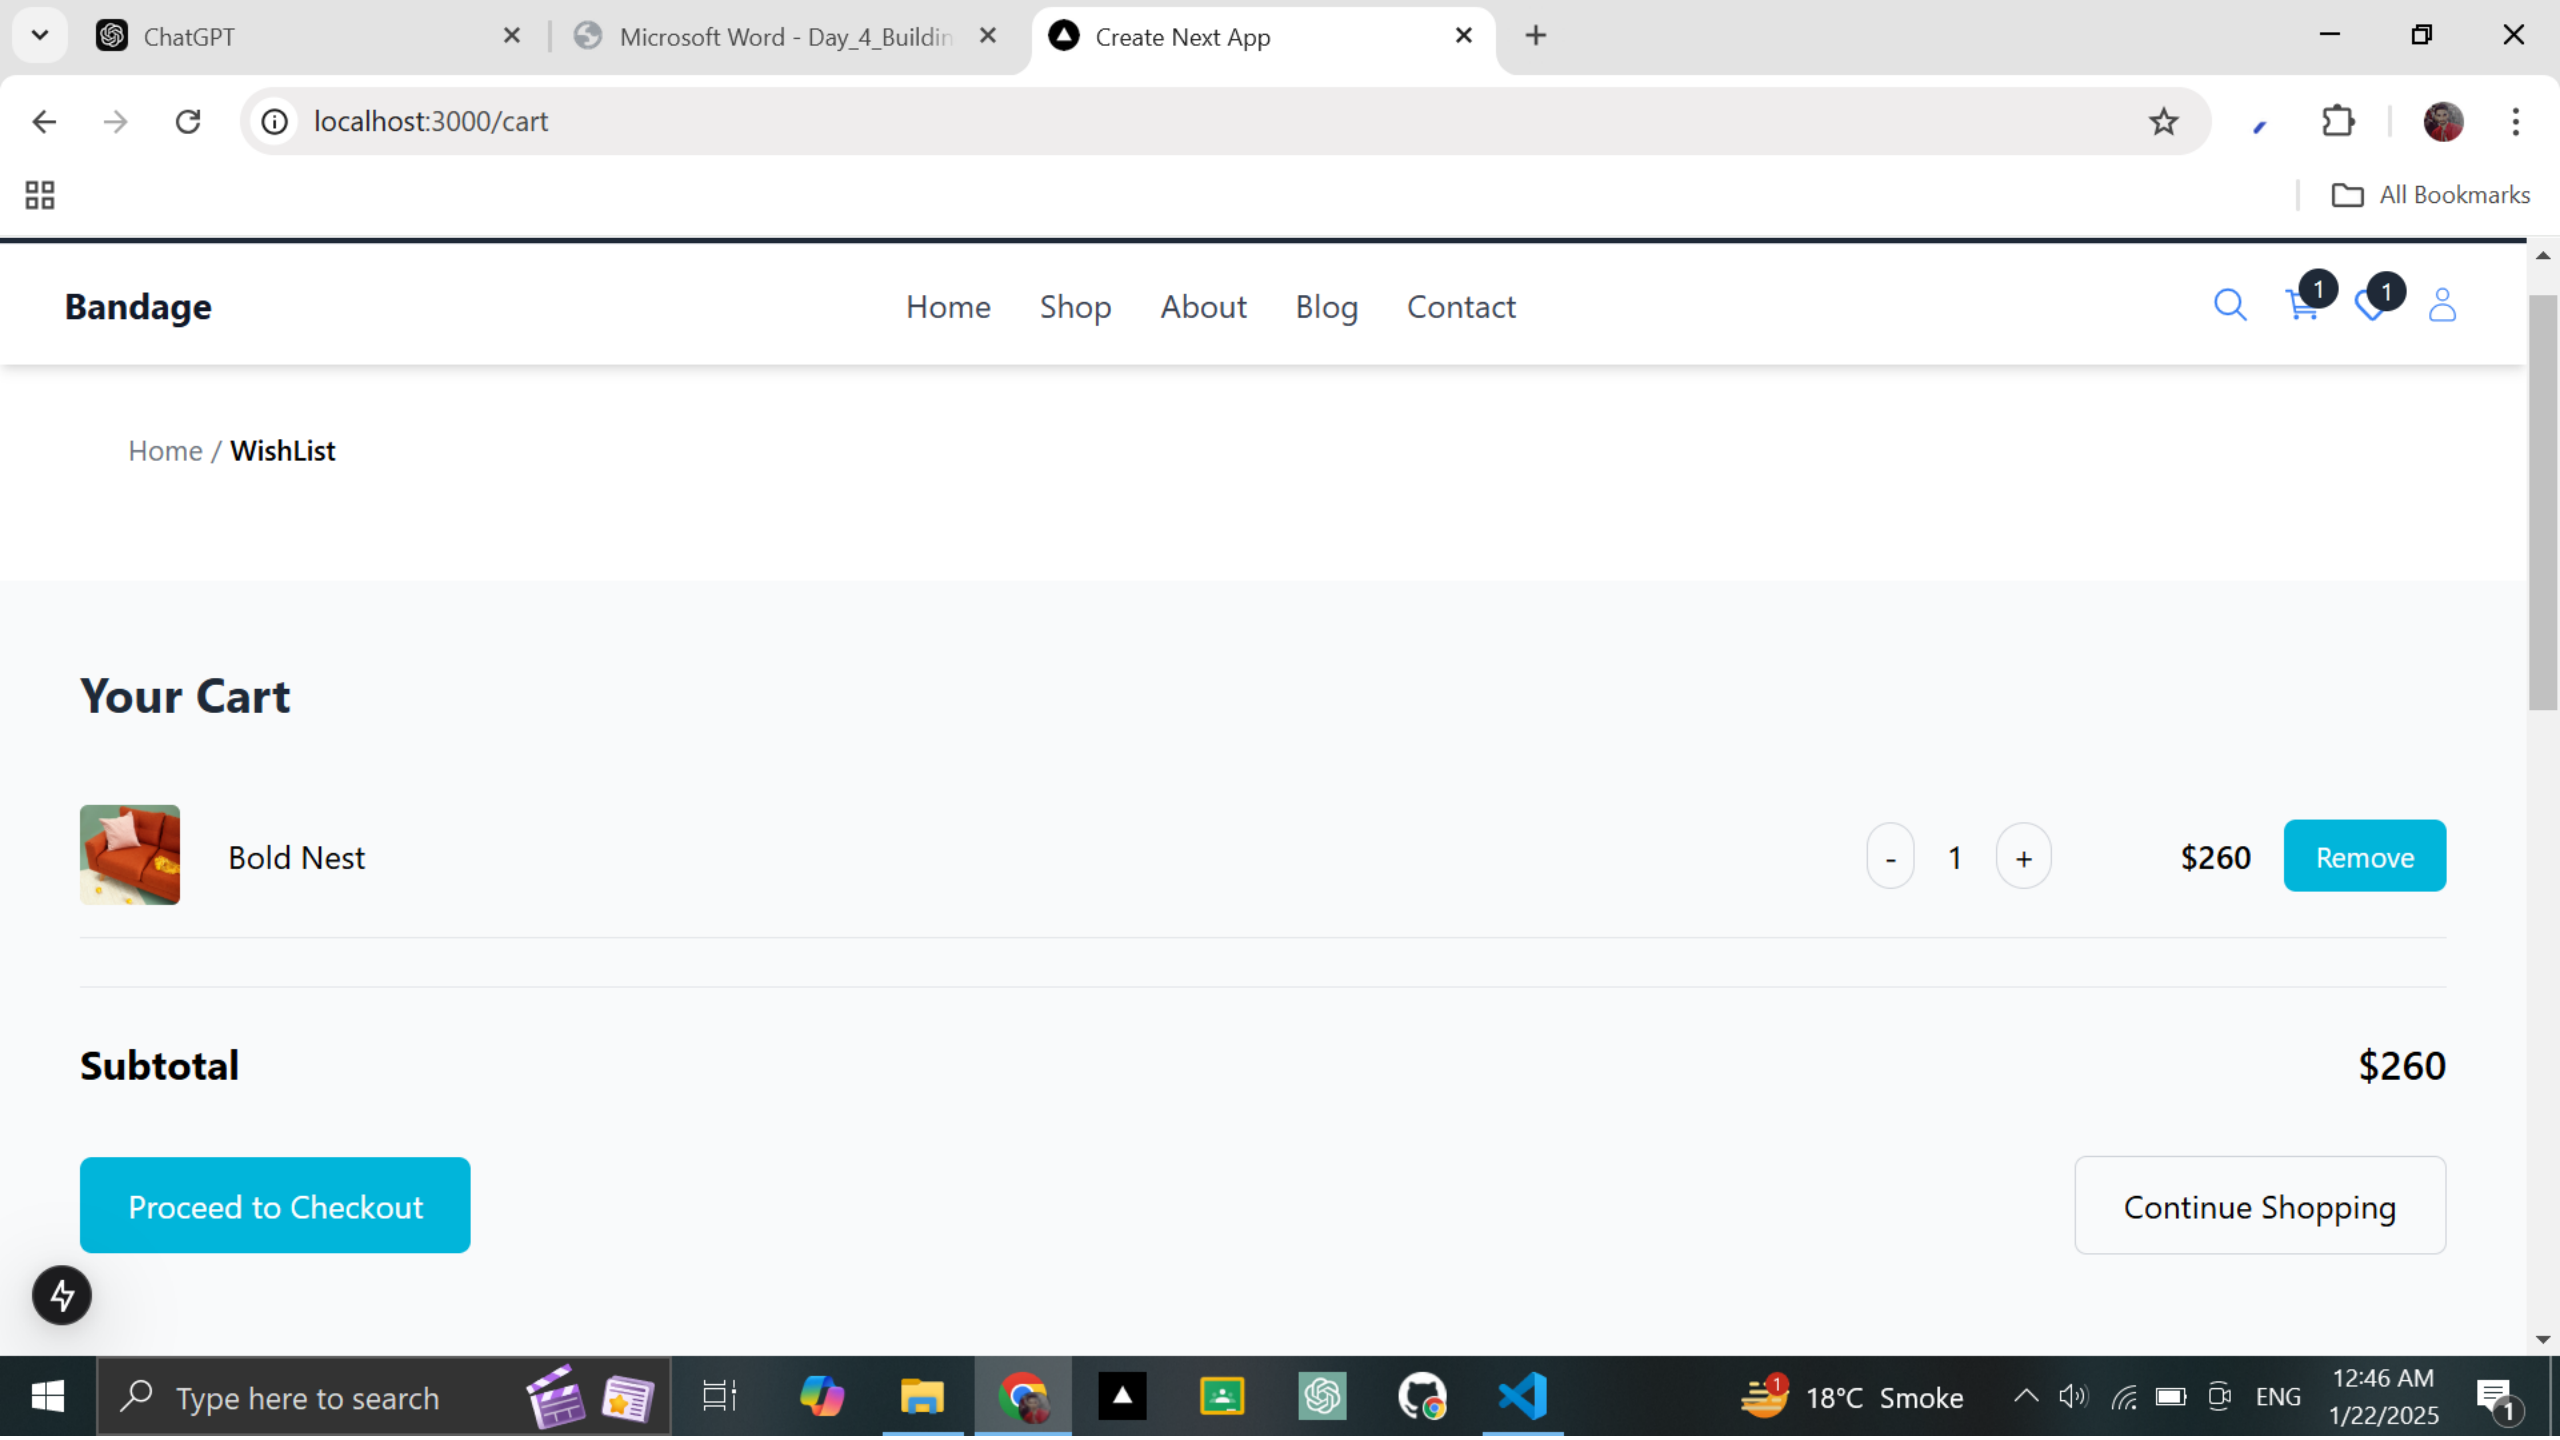 ChatGPT
Microsoft Word - Day_4_Buildin
Create Next App
localhost:3000/cart
All Bookmarks
Bandage
Home Shop About Blog Contact
1 1
Home / WishList
Your Cart
Bold Nest - 1 + $260 Remove
Subtotal $260
Proceed to Checkout Continue Shopping
Type here to search
1 18°C Smoke ENG 12:46 AM
1/22/2025 1